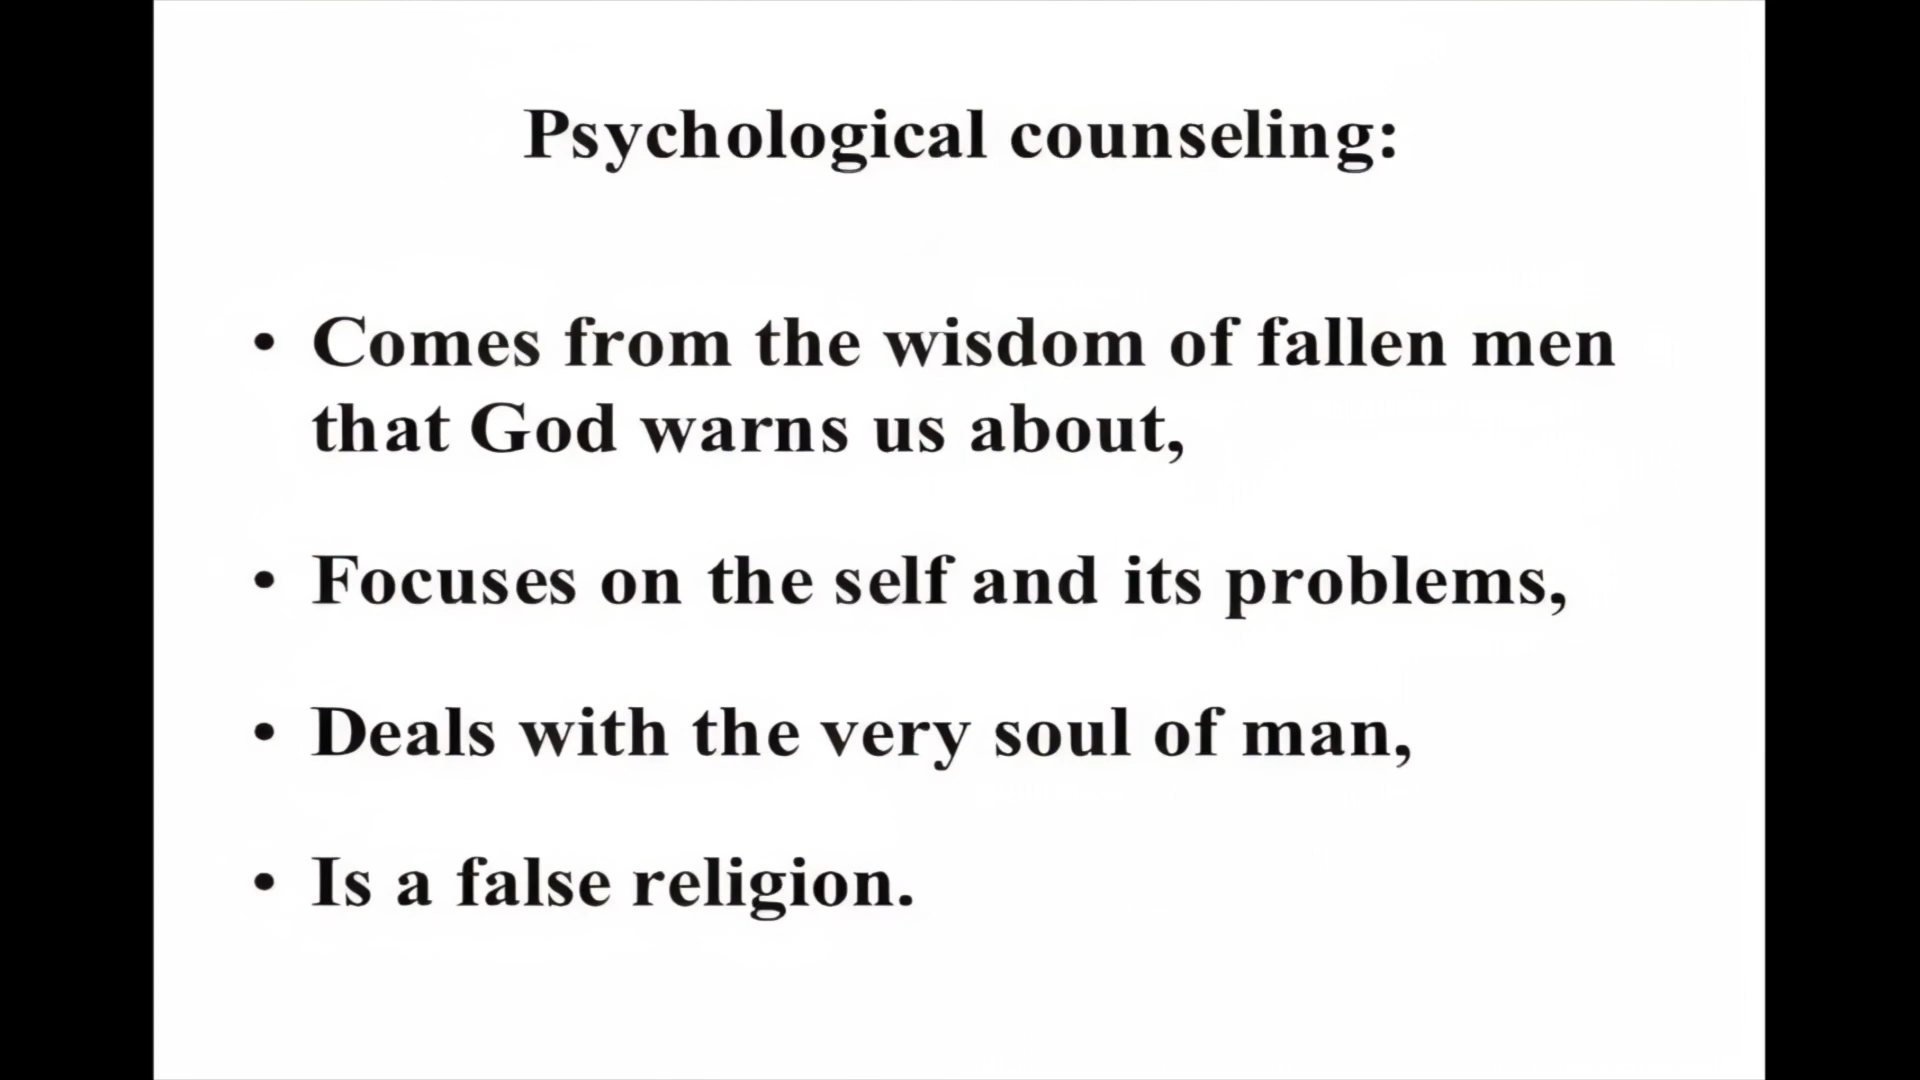 Psychological counseling:
• Comes from the wisdom of fallen men
that God warns us about,
• Focuses on the self and its problems,
• Deals with the very soul of man,
• Is a false religion.